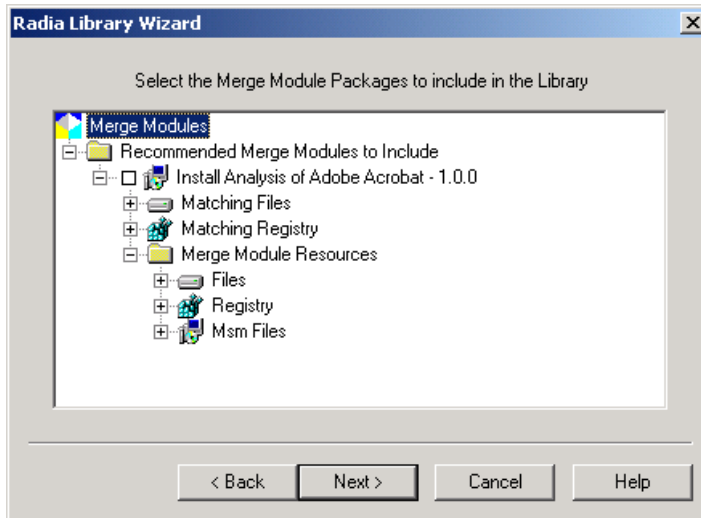 Radia Library Wizard
Select the Merge Module Packages to include in the Library
Merge Modules
Recommended Merge Modules to Include
Install Analysis of Adobe Acrobat - 1.0.0
Matching Files
Matching Registry
Merge Module Resources
Files
Registry
Msm Files
< Back Next > Cancel Help